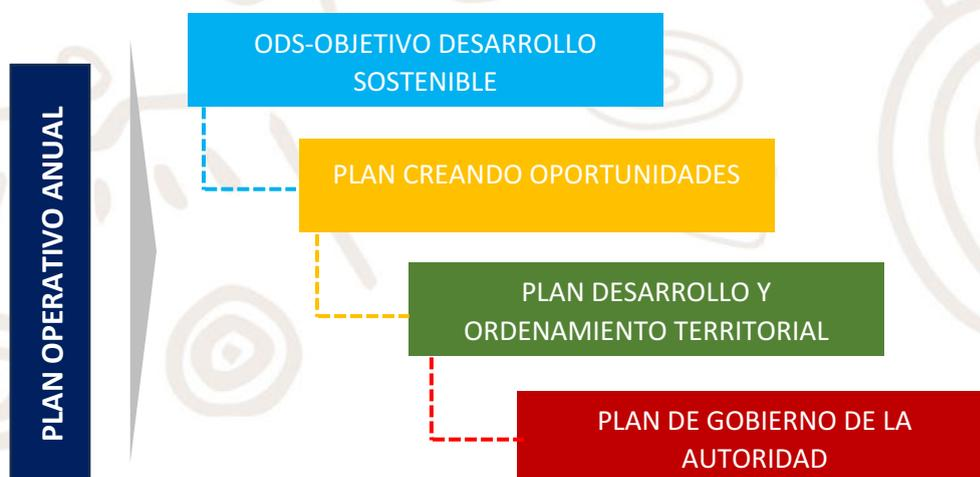 PLAN OPERATIVO ANUAL
ODS-OBJETIVO DESARROLLO
SOSTENIBLE
PLAN CREANDO OPORTUNIDADES
PLAN DESARROLLO Y
ORDENAMIENTO TERRITORIAL
PLAN DE GOBIERNO DE LA
AUTORIDAD